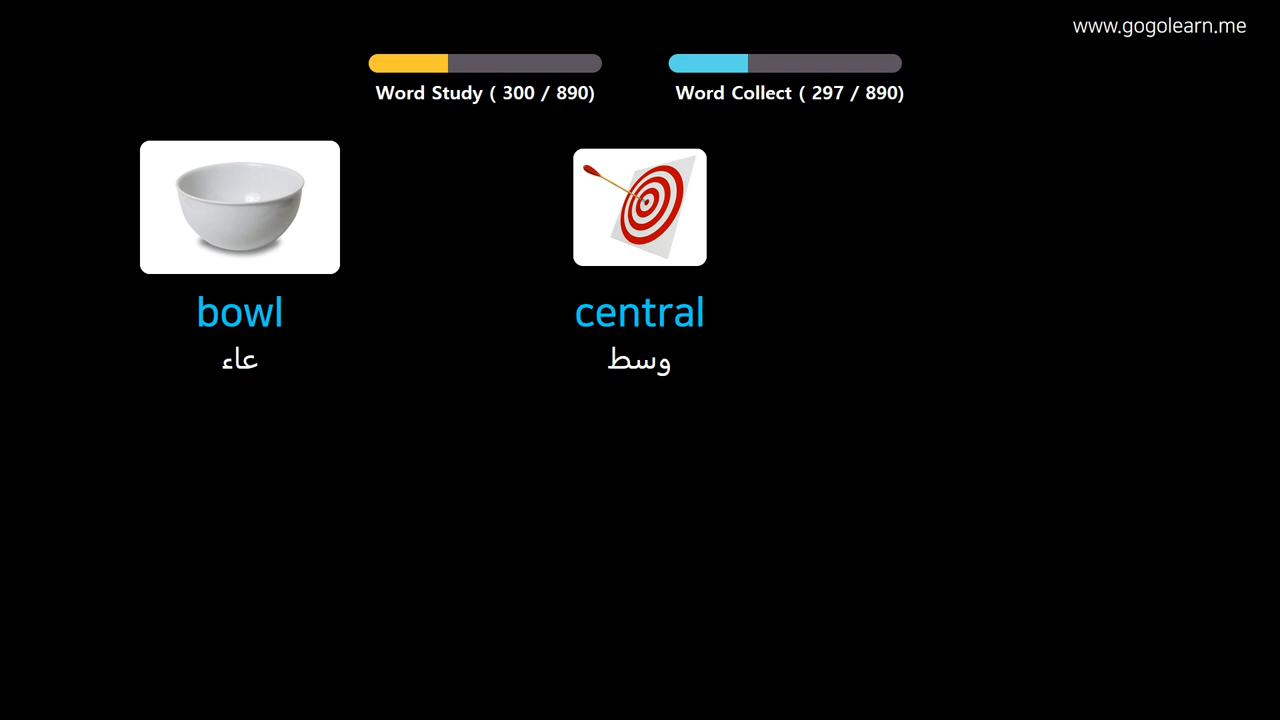 www.gogolearn.me
Word Study ( 300 / 890)
Word Collect ( 297 / 890)
bowl
عاء
central
وسط